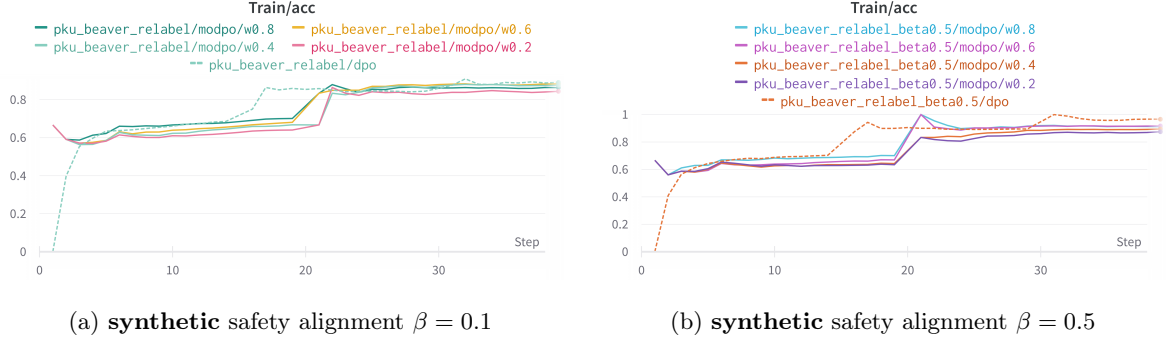 Train/acc
pku_beaver_relabel/modpo/w0.8 pku_beaver_relabel/modpo/w0.6
pku_beaver_relabel/modpo/w0.4 pku_beaver_relabel/modpo/w0.2
pku_beaver_relabel/dpo
0.8
0.6
0.4
0.2
0
Step
0 10 20 30
(a) synthetic safety alignment β = 0.1
Train/acc
pku_beaver_relabel_beta0.5/modpo/w0.8
pku_beaver_relabel_beta0.5/modpo/w0.6
pku_beaver_relabel_beta0.5/modpo/w0.4
pku_beaver_relabel_beta0.5/modpo/w0.2
pku_beaver_relabel_beta0.5/dpo
1
0.8
0.6
0.4
0.2
0
Step
0 10 20 30
(b) synthetic safety alignment β = 0.5